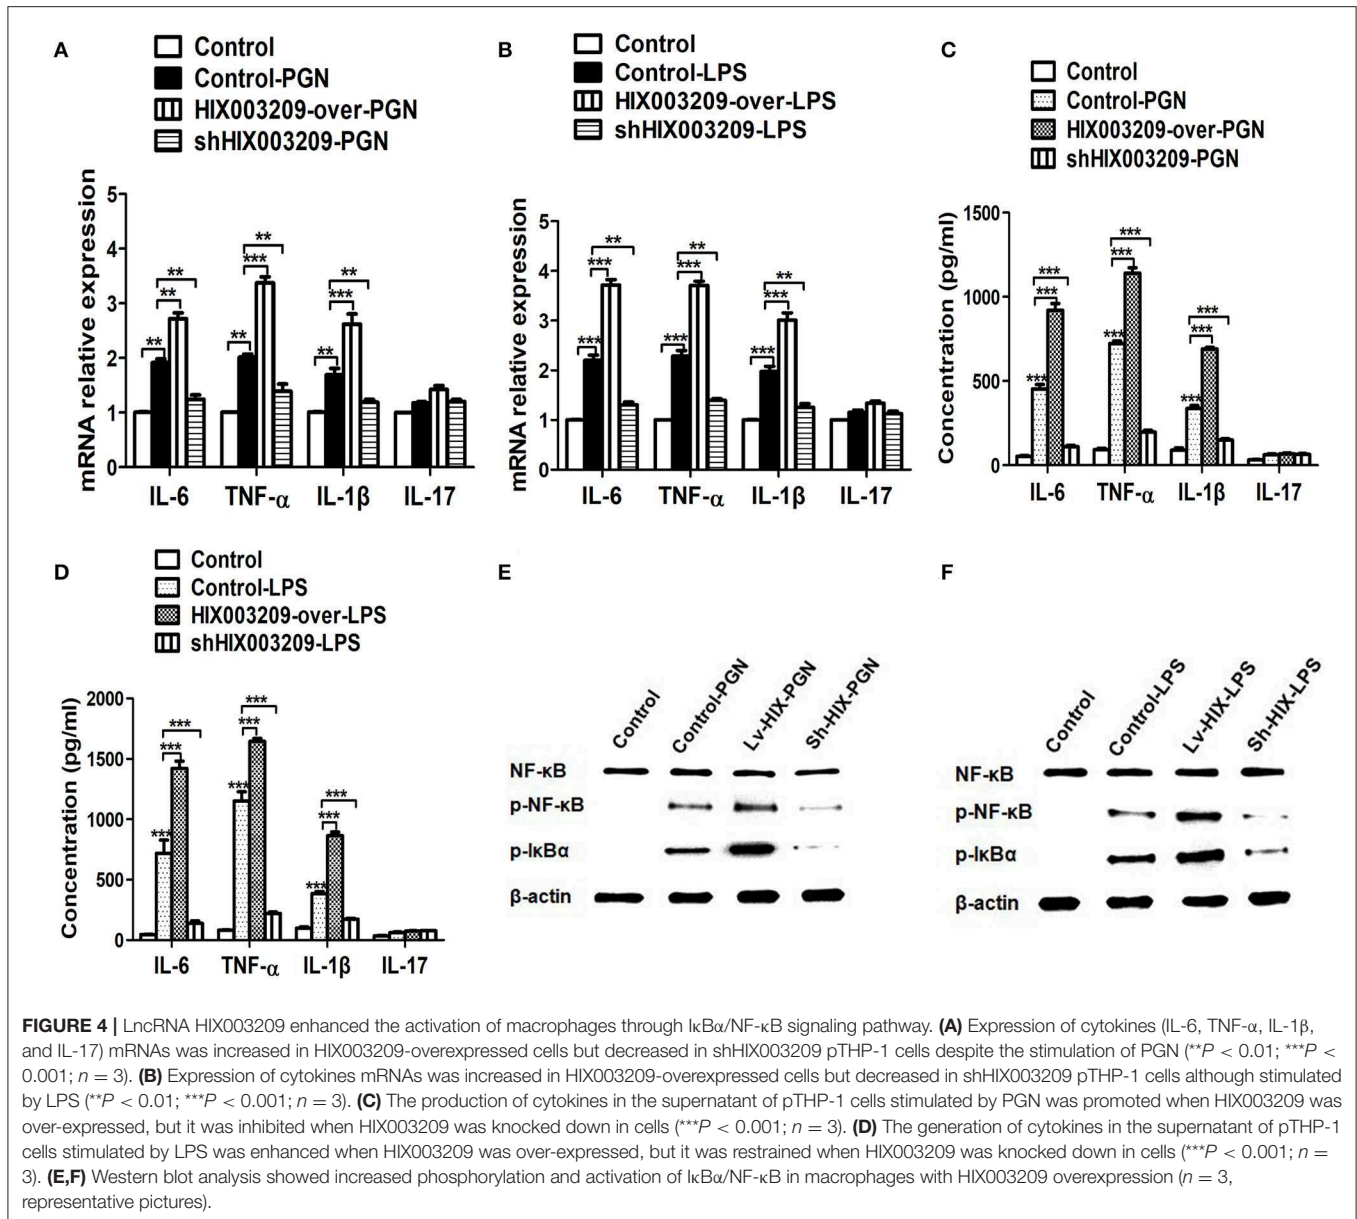 A
Control
Control-PGN
HIX003209-over-PGN
shHIX003209-PGN
mRNA relative expression
5
4
3
2
1
0
** ** **
** *** **
** *** **
IL-6 TNF-α IL-1β IL-17
B
Control
Control-LPS
HIX003209-over-LPS
shHIX003209-LPS
mRNA relative expression
5
4
3
2
1
0
*** *** **
*** *** **
*** *** **
IL-6 TNF-α IL-1β IL-17
C
Control
Control-PGN
HIX003209-over-PGN
shHIX003209-PGN
Concentration (pg/ml)
1500
1000
500
0
*** *** ***
*** *** ***
*** *** ***
IL-6 TNF-α IL-1β IL-17
D
Control
Control-LPS
HIX003209-over-LPS
shHIX003209-LPS
Concentration (pg/ml)
2000
1500
1000
500
0
*** *** ***
*** *** ***
*** *** ***
IL-6 TNF-α IL-1β IL-17
E
Control Control-PGN Lv-HIX-PGN Sh-HIX-PGN
NF-κB
p-NF-κB
p-IκBα
β-actin
F
Control Control-LPS Lv-HIX-LPS Sh-HIX-LPS
NF-κB
p-NF-κB
p-IκBα
β-actin
FIGURE 4 | LncRNA HIX003209 enhanced the activation of macrophages through IκBα/NF-κB signaling pathway. (A) Expression of cytokines (IL-6, TNF-α, IL-1β,
and IL-17) mRNAs was increased in HIX003209-overexpressed cells but decreased in shHIX003209 pTHP-1 cells despite the stimulation of PGN (**P < 0.01; ***P <
0.001; n = 3). (B) Expression of cytokines mRNAs was increased in HIX003209-overexpressed cells but decreased in shHIX003209 pTHP-1 cells although stimulated
by LPS (**P < 0.01; ***P < 0.001; n = 3). (C) The production of cytokines in the supernatant of pTHP-1 cells stimulated by PGN was promoted when HIX003209 was
over-expressed, but it was inhibited when HIX003209 was knocked down in cells (***P < 0.001; n = 3). (D) The generation of cytokines in the supernatant of pTHP-1
cells stimulated by LPS was enhanced when HIX003209 was over-expressed, but it was restrained when HIX003209 was knocked down in cells (***P < 0.001; n =
3). (E,F) Western blot analysis showed increased phosphorylation and activation of IκBα/NF-κB in macrophages with HIX003209 overexpression (n = 3,
representative pictures).